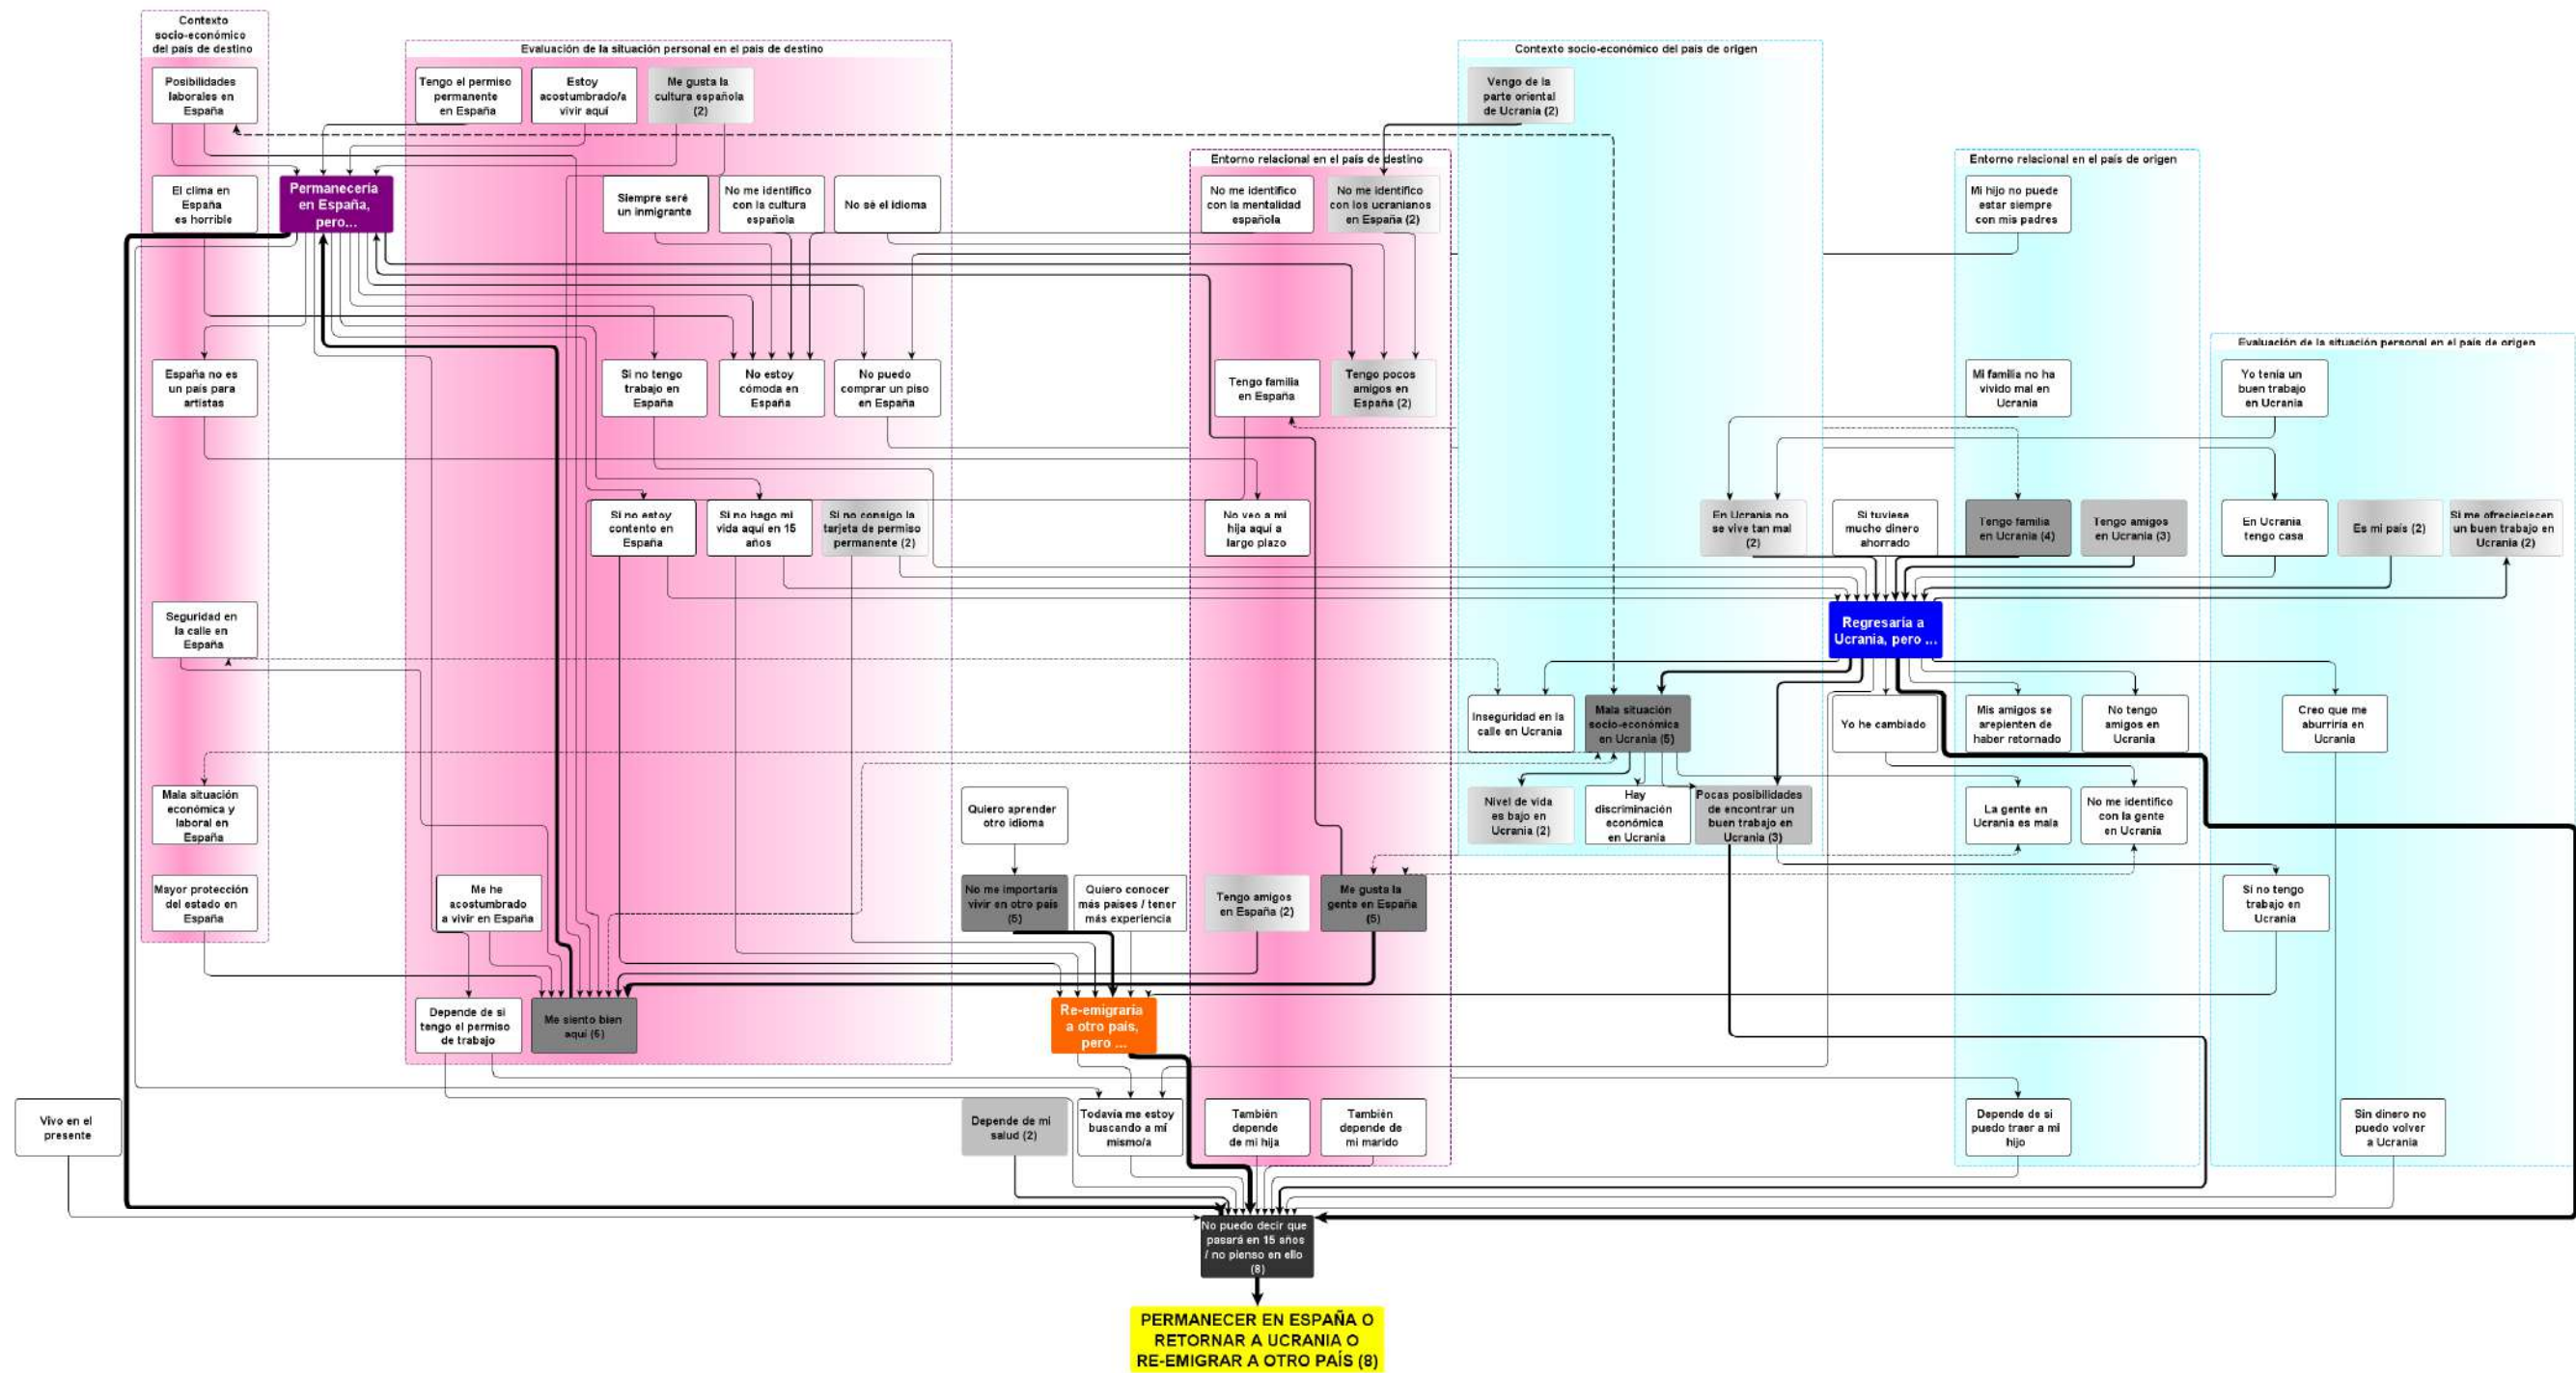 Contexto
socio-económico
del país de destino
Evaluación de la situación personal en el país de destino
Contexto socio-económico del país de origen
Posibilidades
laborales en
España
Tengo el permiso
permanente
en España
Estoy
acostumbrado/a
vivir aquí
Me gusta la
cultura española
(2)
Vengo de la
parte oriental
de Ucrania (2)
Entorno relacional en el país de destino
Entorno relacional en el país de origen
El clima en
España
es horrible
Permanecería
en España,
pero...
Siempre seré
un inmigrante
No me identifico
con la cultura
española
No sé el idioma
No me identifico
con la mentalidad
española
No me identifico
con los ucranianos
en España (2)
Mi hijo no puede
estar siempre
con mis padres
Evaluación de la situación personal en el país de origen
España no es
un país para
artistas
Si no tengo
trabajo en
España
No estoy
cómoda en
España
No puedo
comprar un piso
en España
Tengo familia
en España
Tengo pocos
amigos en
España (2)
Mi familia no ha
vivido mal en
Ucrania
Yo tenía un
buen trabajo
en Ucrania
Si no estoy
contento en
España
Si no hago mi
vida aquí en 15
años
Si no consigo la
tarjeta de permiso
permanente (2)
No veo a mi
hija aquí a
largo plazo
En Ucrania no
se vive tan mal
(2)
Si tuviese
mucho dinero
ahorrado
Tengo familia
en Ucrania (4)
Tengo amigos
en Ucrania (3)
En Ucrania
tengo casa
Es mi país (2)
Si me ofrecieciecen
un buen trabajo en
Ucrania (2)
Seguridad en
la calle en
España
Regresaría a
Ucrania, pero ...
Inseguridad en la
calle en Ucrania
Mala situación
socio-económica
en Ucrania (5)
Yo he cambiado
Mis amigos se
arepienten de
haber retornado
No tengo
amigos en
Ucrania
Creo que me
aburriría en
Ucrania
Mala situación
económica y
laboral en
España
Quiero aprender
otro idioma
Nivel de vida
es bajo en
Ucrania (2)
Hay
discriminación
económica
en Ucrania
Pocas posibilidades
de encontrar un
buen trabajo en
Ucrania (3)
La gente en
Ucrania es mala
No me identifico
con la gente
en Ucrania
Mayor protección
del estado en
España
Me he
acostumbrado
a vivir en España
No me importaría
vivir en otro país
(5)
Quiero conocer
más países / tener
más experiencia
Tengo amigos
en España (2)
Me gusta la
gente en España
(5)
Si no tengo
trabajo en
Ucrania
Depende de si
tengo el permiso
de trabajo
Me siento bien
aquí (6)
Re-emigraría
a otro país,
pero ...
Vivo en el
presente
Depende de mi
salud (2)
Todavía me estoy
buscando a mí
mismo/a
También
depende
de mi hija
También
depende de
mi marido
Depende de si
puedo traer a mi
hijo
Sin dinero no
puedo volver
a Ucrania
No puedo decir que
pasará en 15 años
/ no pienso en ello
(8)
PERMANECER EN ESPAÑA O
RETORNAR A UCRANIA O
RE-EMIGRAR A OTRO PAÍS (8)